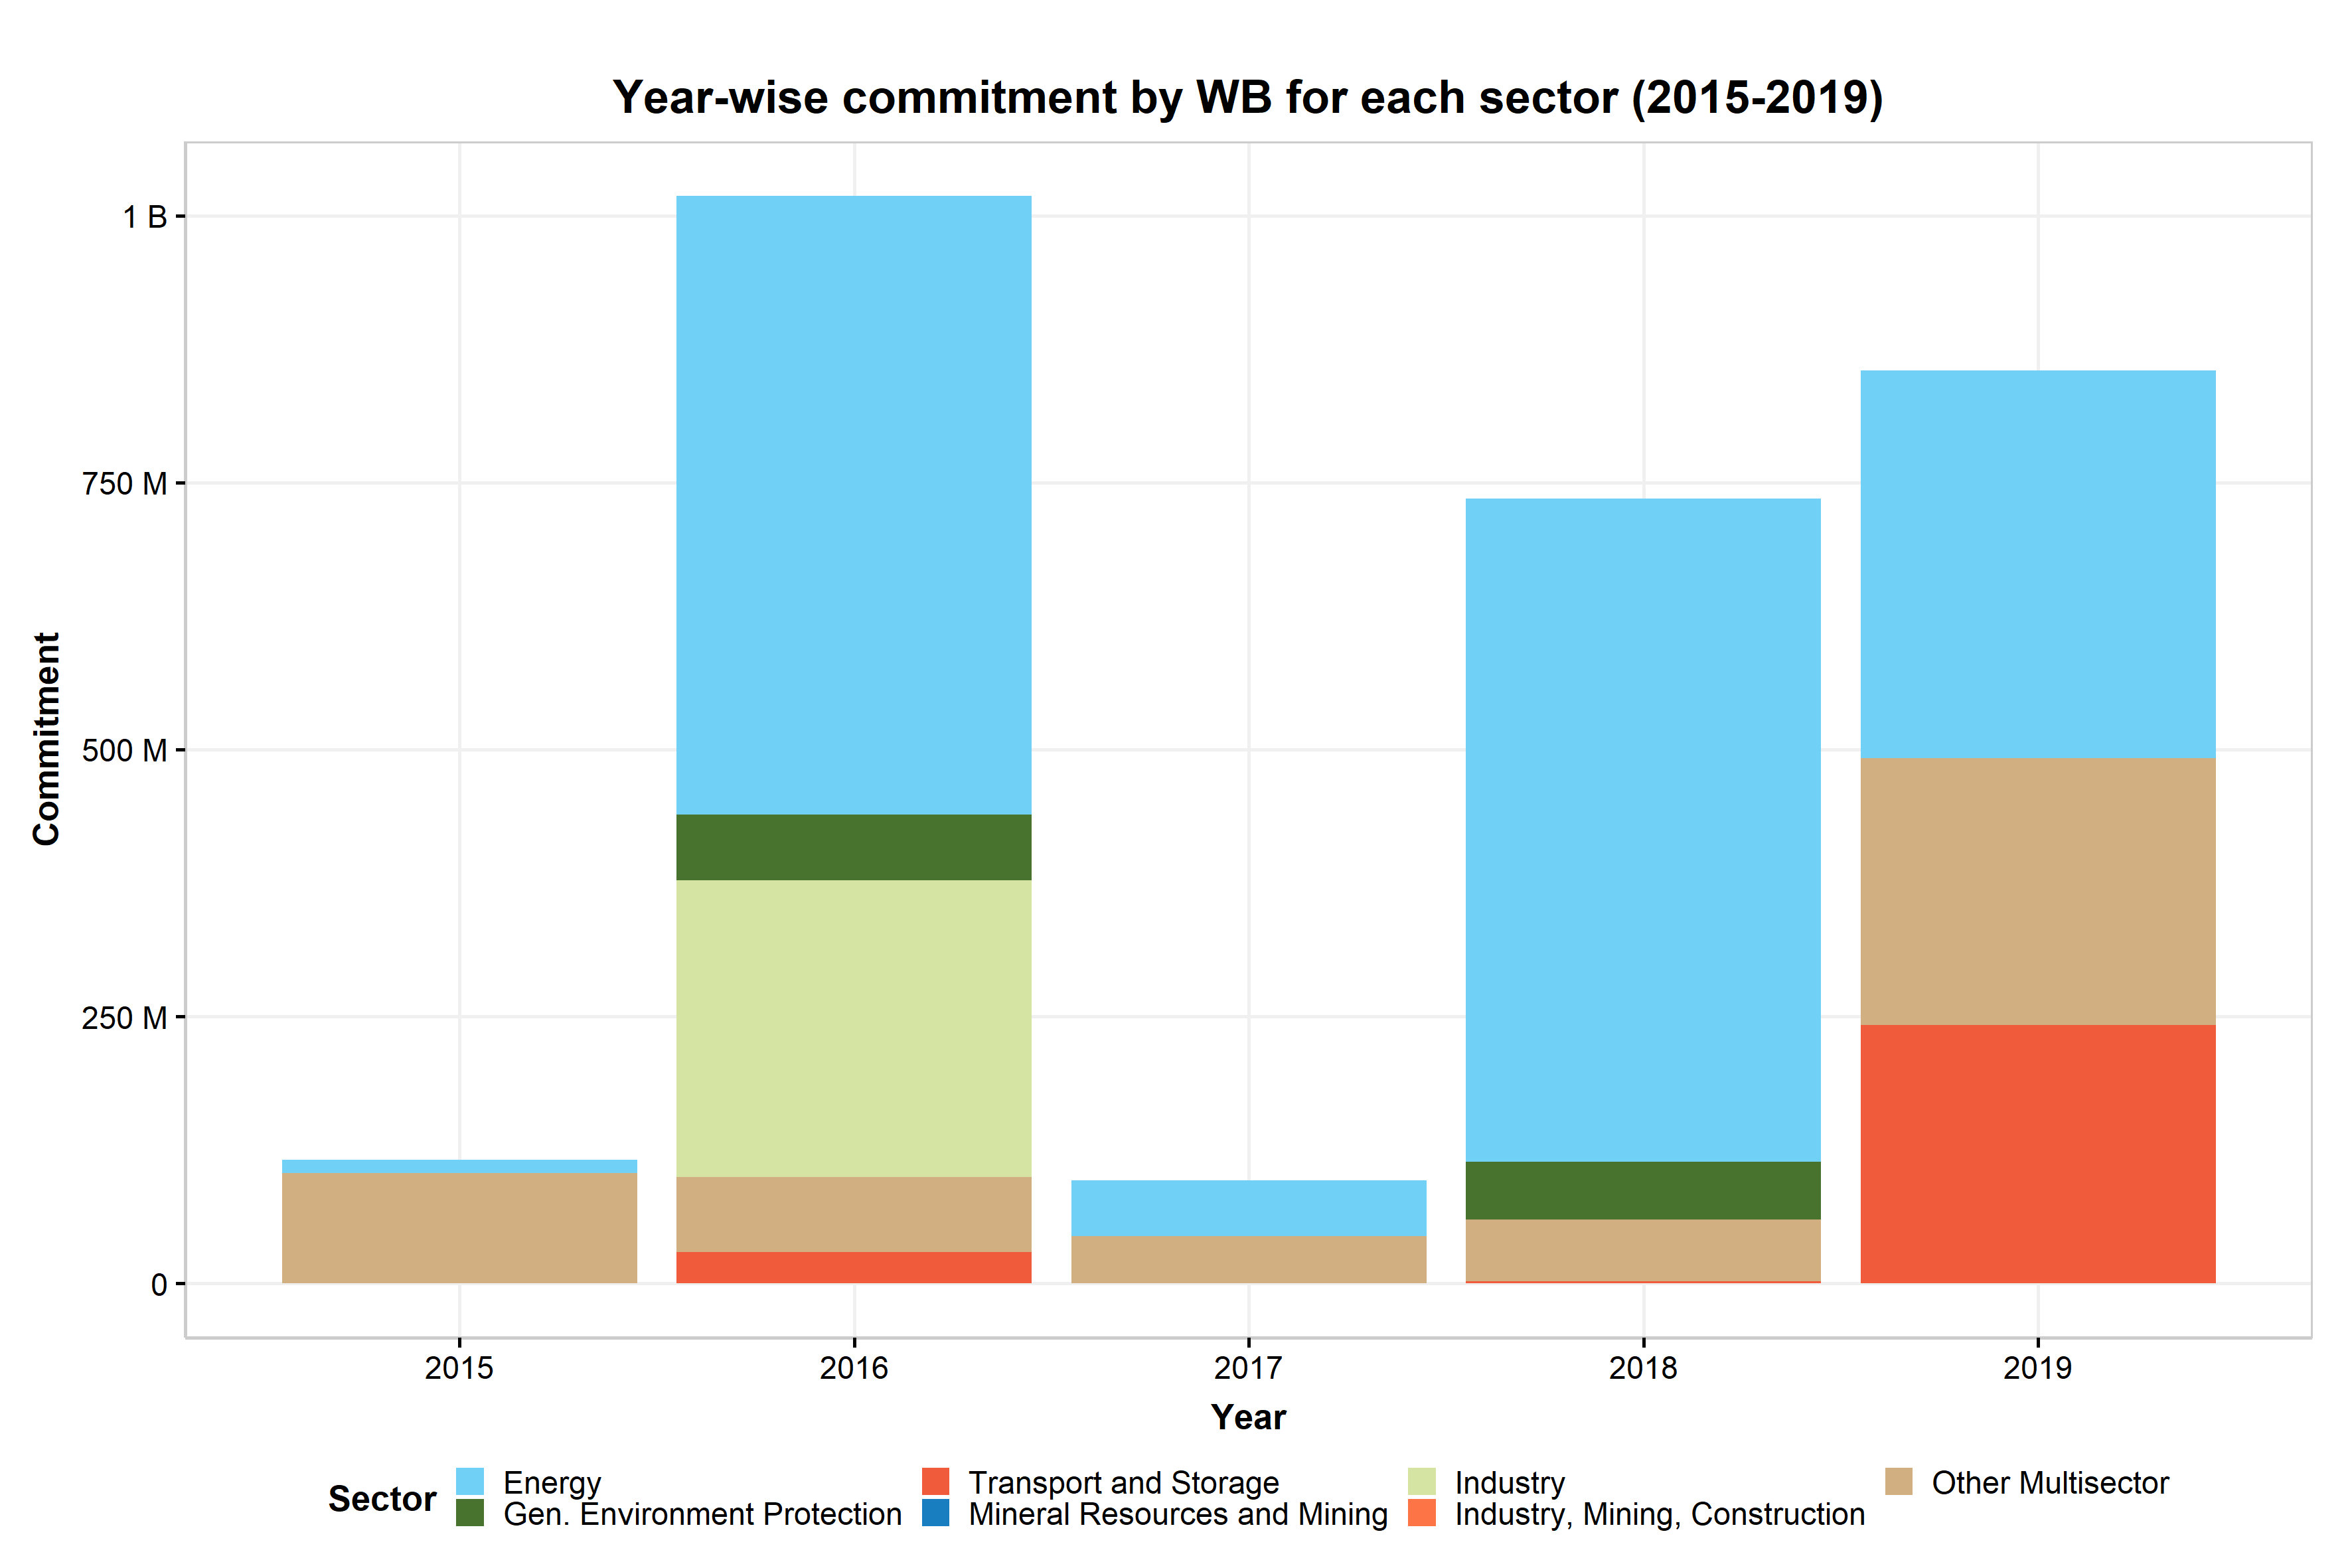 Year-wise commitment by WB for each sector (2015-2019)
Commitment
1 B
750 M
500 M
250 M
0
2015 2016 2017 2018 2019
Year
Sector
Energy Transport and Storage Industry Other Multisector
Gen. Environment Protection Mineral Resources and Mining Industry, Mining, Construction